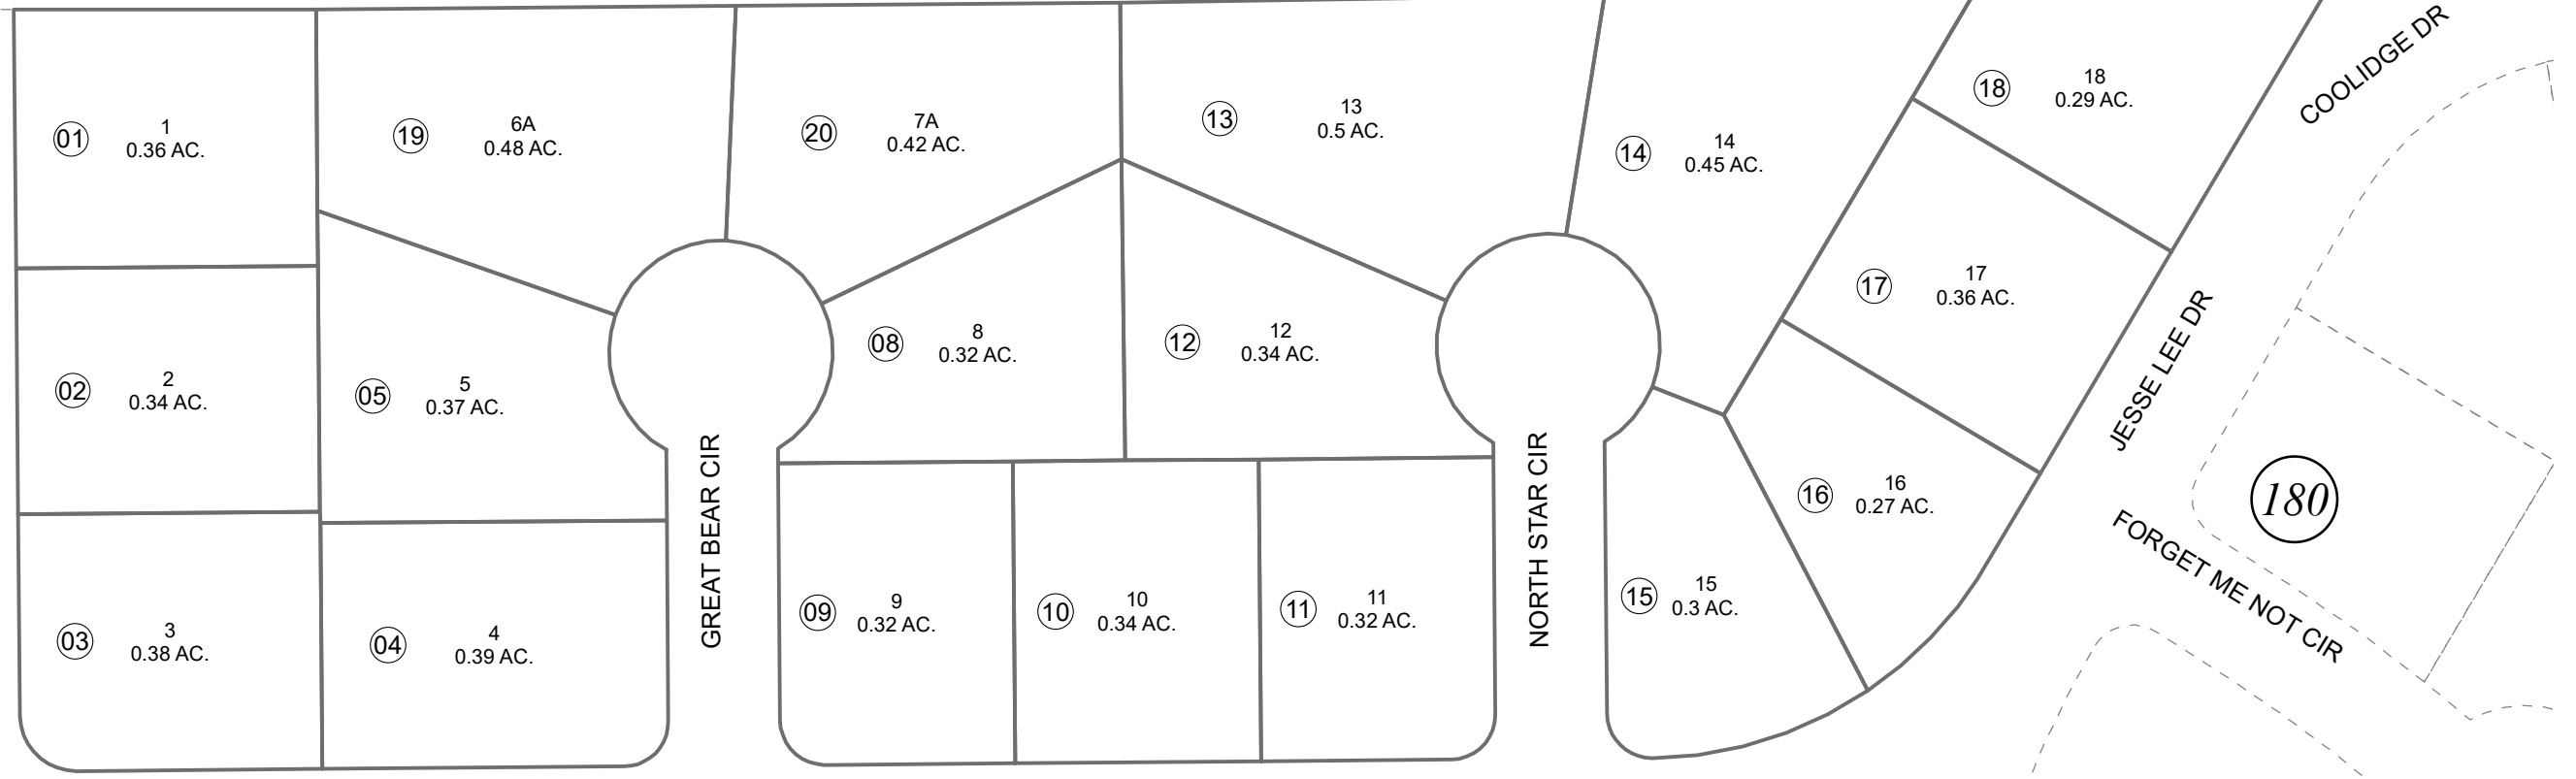 01
1
0.36 AC.
19
6A
0.48 AC.
20
7A
0.42 AC.
13
13
0.5 AC.
14
14
0.45 AC.
18
18
0.29 AC.
COOLIDGE DR
02
2
0.34 AC.
05
5
0.37 AC.
08
8
0.32 AC.
12
12
0.34 AC.
17
17
0.36 AC.
JESSE LEE DR
16
16
0.27 AC.
180
03
3
0.38 AC.
04
4
0.39 AC.
GREAT BEAR CIR
09
9
0.32 AC.
10
10
0.34 AC.
11
11
0.32 AC.
NORTH STAR CIR
15
15
0.3 AC.
FORGET ME NOT CIR